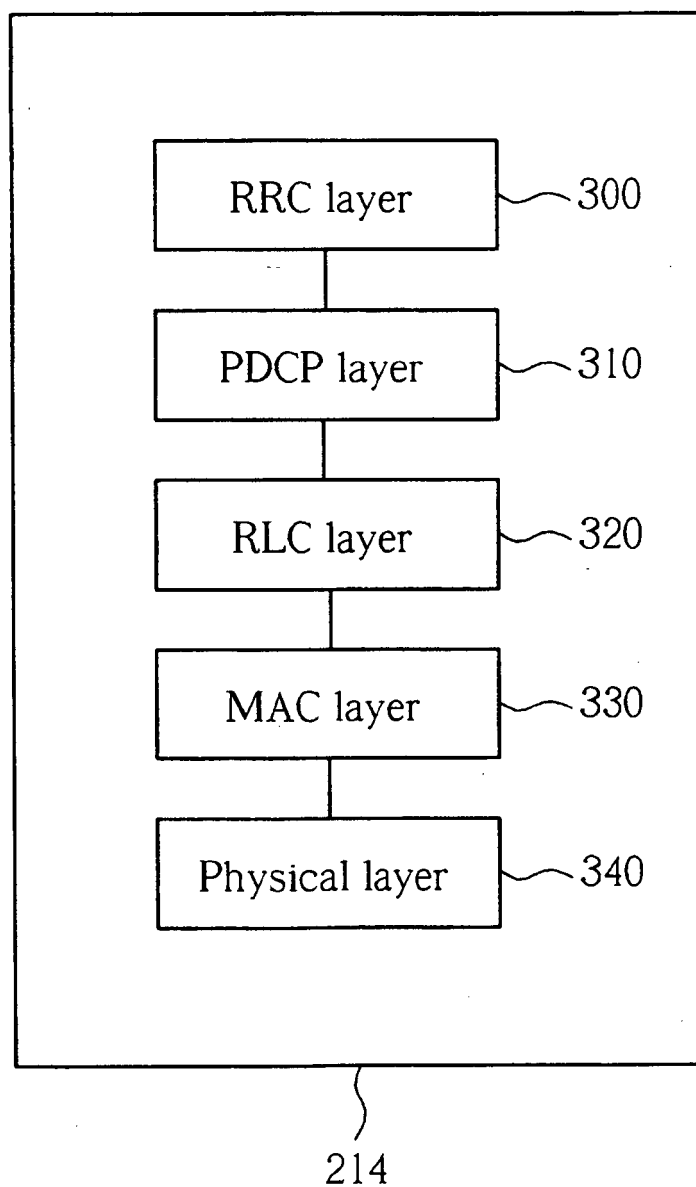 RRC layer 300
PDCP layer 310
RLC layer 320
MAC layer 330
Physical layer 340
214